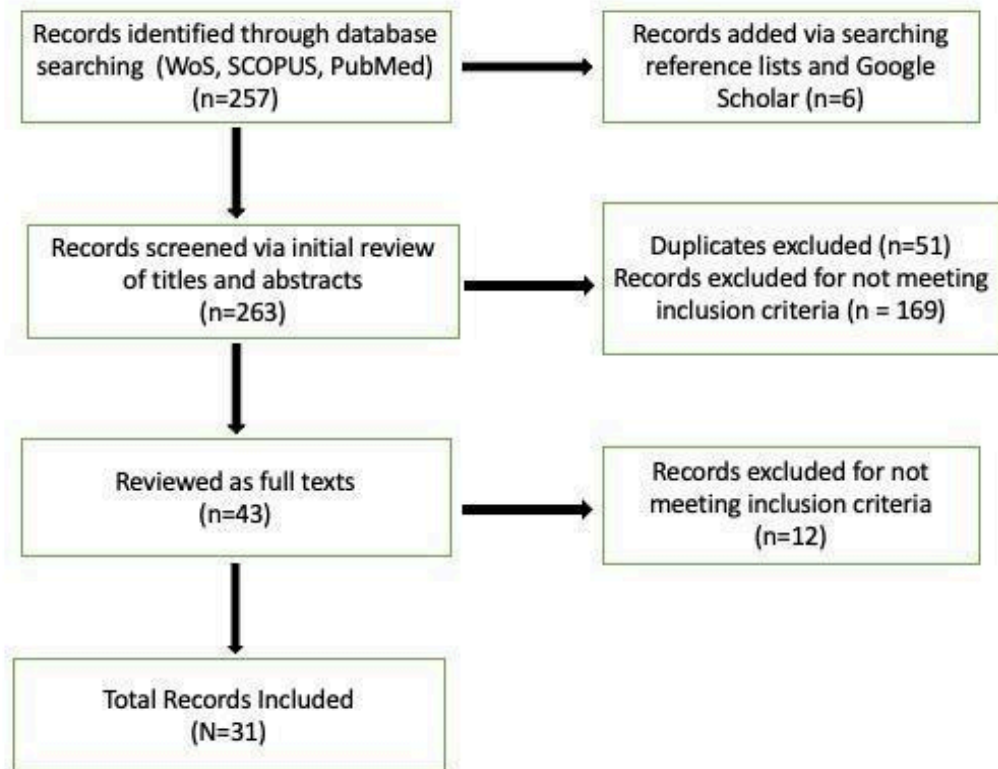 Records identified through database
searching (WoS, SCOPUS, PubMed)
(n=257)
Records added via searching
reference lists and Google
Scholar (n=6)
Records screened via initial review
of titles and abstracts
(n=263)
Duplicates excluded (n=51)
Records excluded for not meeting
inclusion criteria (n = 169)
Reviewed as full texts
(n=43)
Records excluded for not
meeting inclusion criteria
(n=12)
Total Records Included
(N=31)